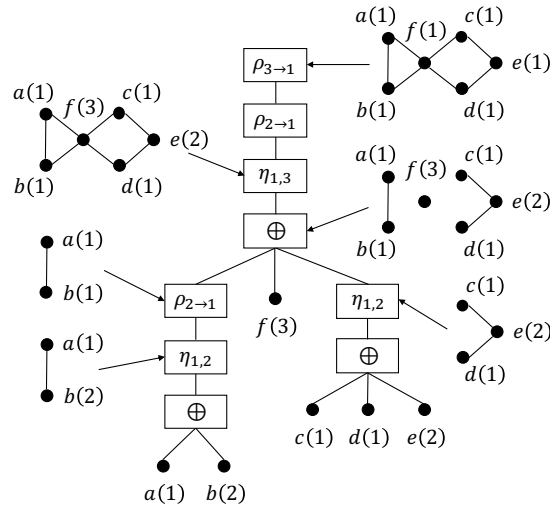 a(1) f(1) c(1)
ρ₃→₁
e(1)
a(1) c(1)
f(3)
b(1) d(1)
ρ₂→₁
e(2)
a(1) c(1)
f(3)
b(1) d(1)
η₁,₃
e(2)
⊕
b(1) d(1)
a(1)
c(1)
b(1)
ρ₂→₁
f(3)
η₁,₂
e(2)
a(1)
d(1)
b(2)
η₁,₂
⊕
⊕
c(1) d(1) e(2)
a(1) b(2)